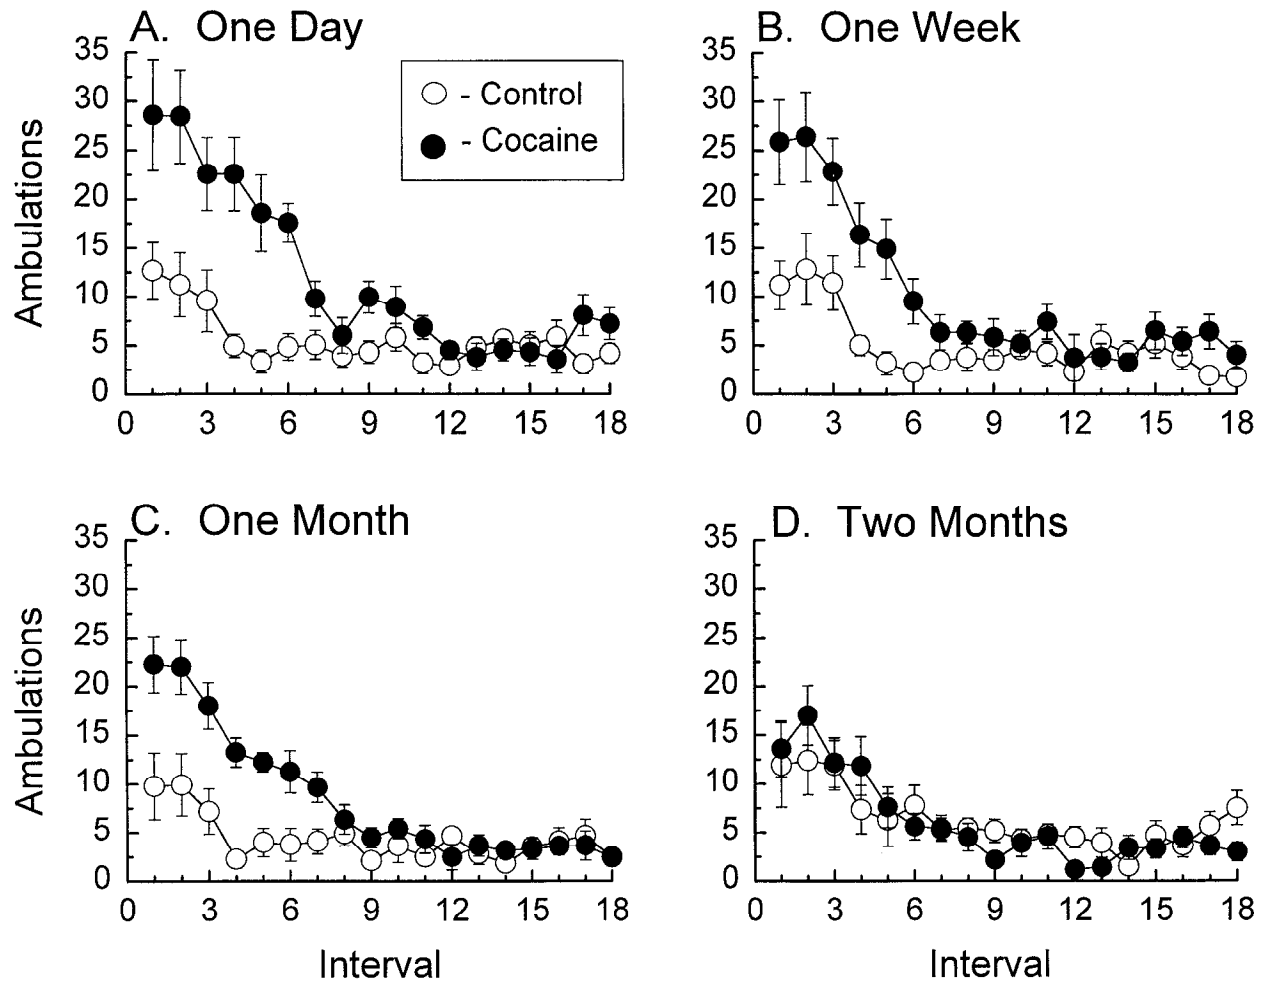 A. One Day
35
30
25
20
15
10
5
0
Ambulations
- Control
- Cocaine
0 3 6 9 12 15 18
B. One Week
35
30
25
20
15
10
5
0
0 3 6 9 12 15 18
C. One Month
35
30
25
20
15
10
5
0
Ambulations
0 3 6 9 12 15 18
Interval
D. Two Months
35
30
25
20
15
10
5
0
0 3 6 9 12 15 18
Interval